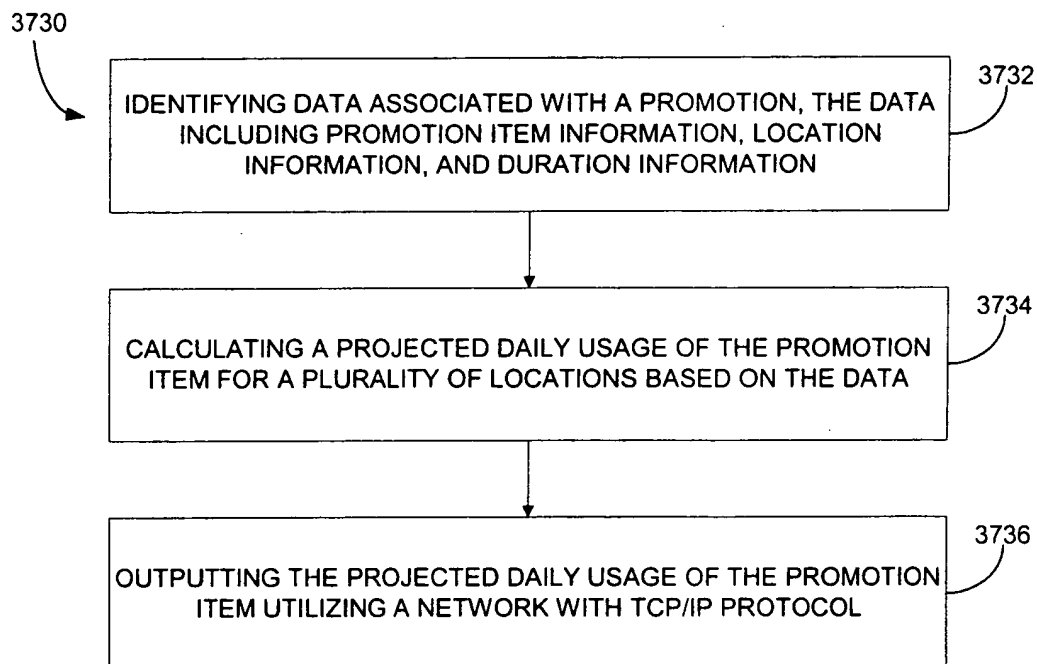 3730
3732
IDENTIFYING DATA ASSOCIATED WITH A PROMOTION, THE DATA
INCLUDING PROMOTION ITEM INFORMATION, LOCATION
INFORMATION, AND DURATION INFORMATION
3734
CALCULATING A PROJECTED DAILY USAGE OF THE PROMOTION
ITEM FOR A PLURALITY OF LOCATIONS BASED ON THE DATA
3736
OUTPUTTING THE PROJECTED DAILY USAGE OF THE PROMOTION
ITEM UTILIZING A NETWORK WITH TCP/IP PROTOCOL